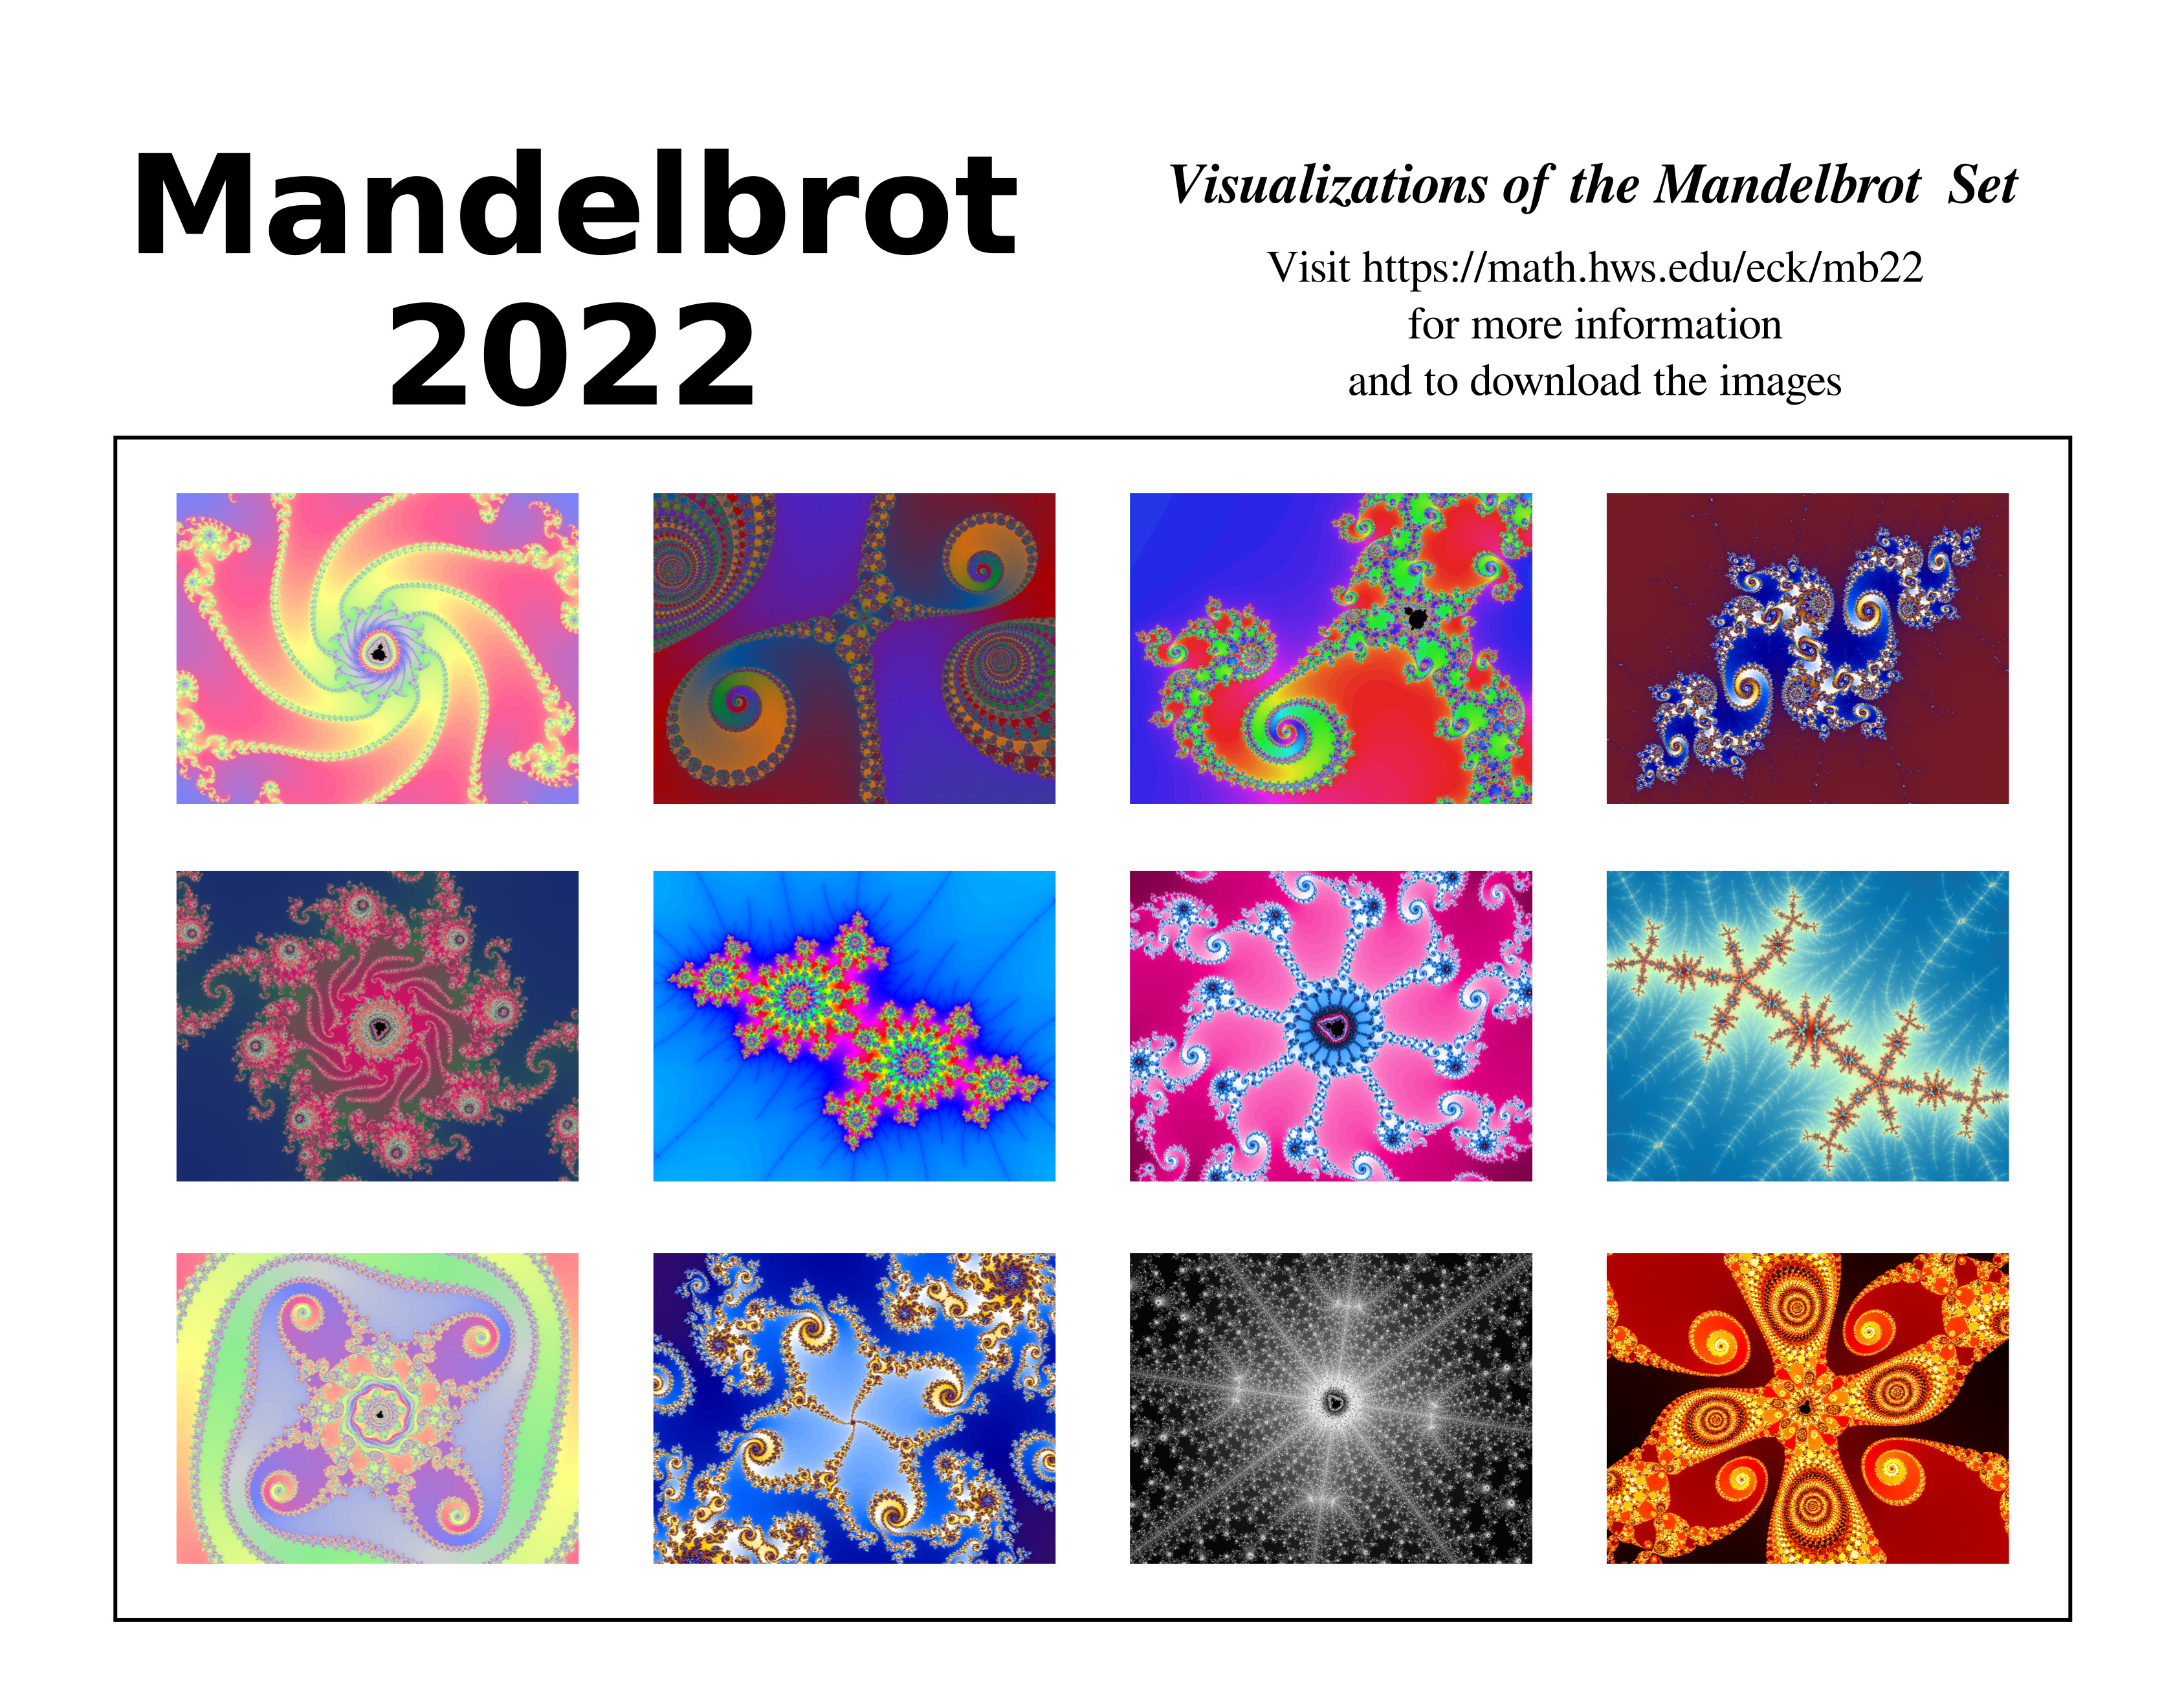 Mandelbrot
2022
Visualizations of the Mandelbrot Set
Visit https://math.hws.edu/eck/mb22
for more information
and to download the images